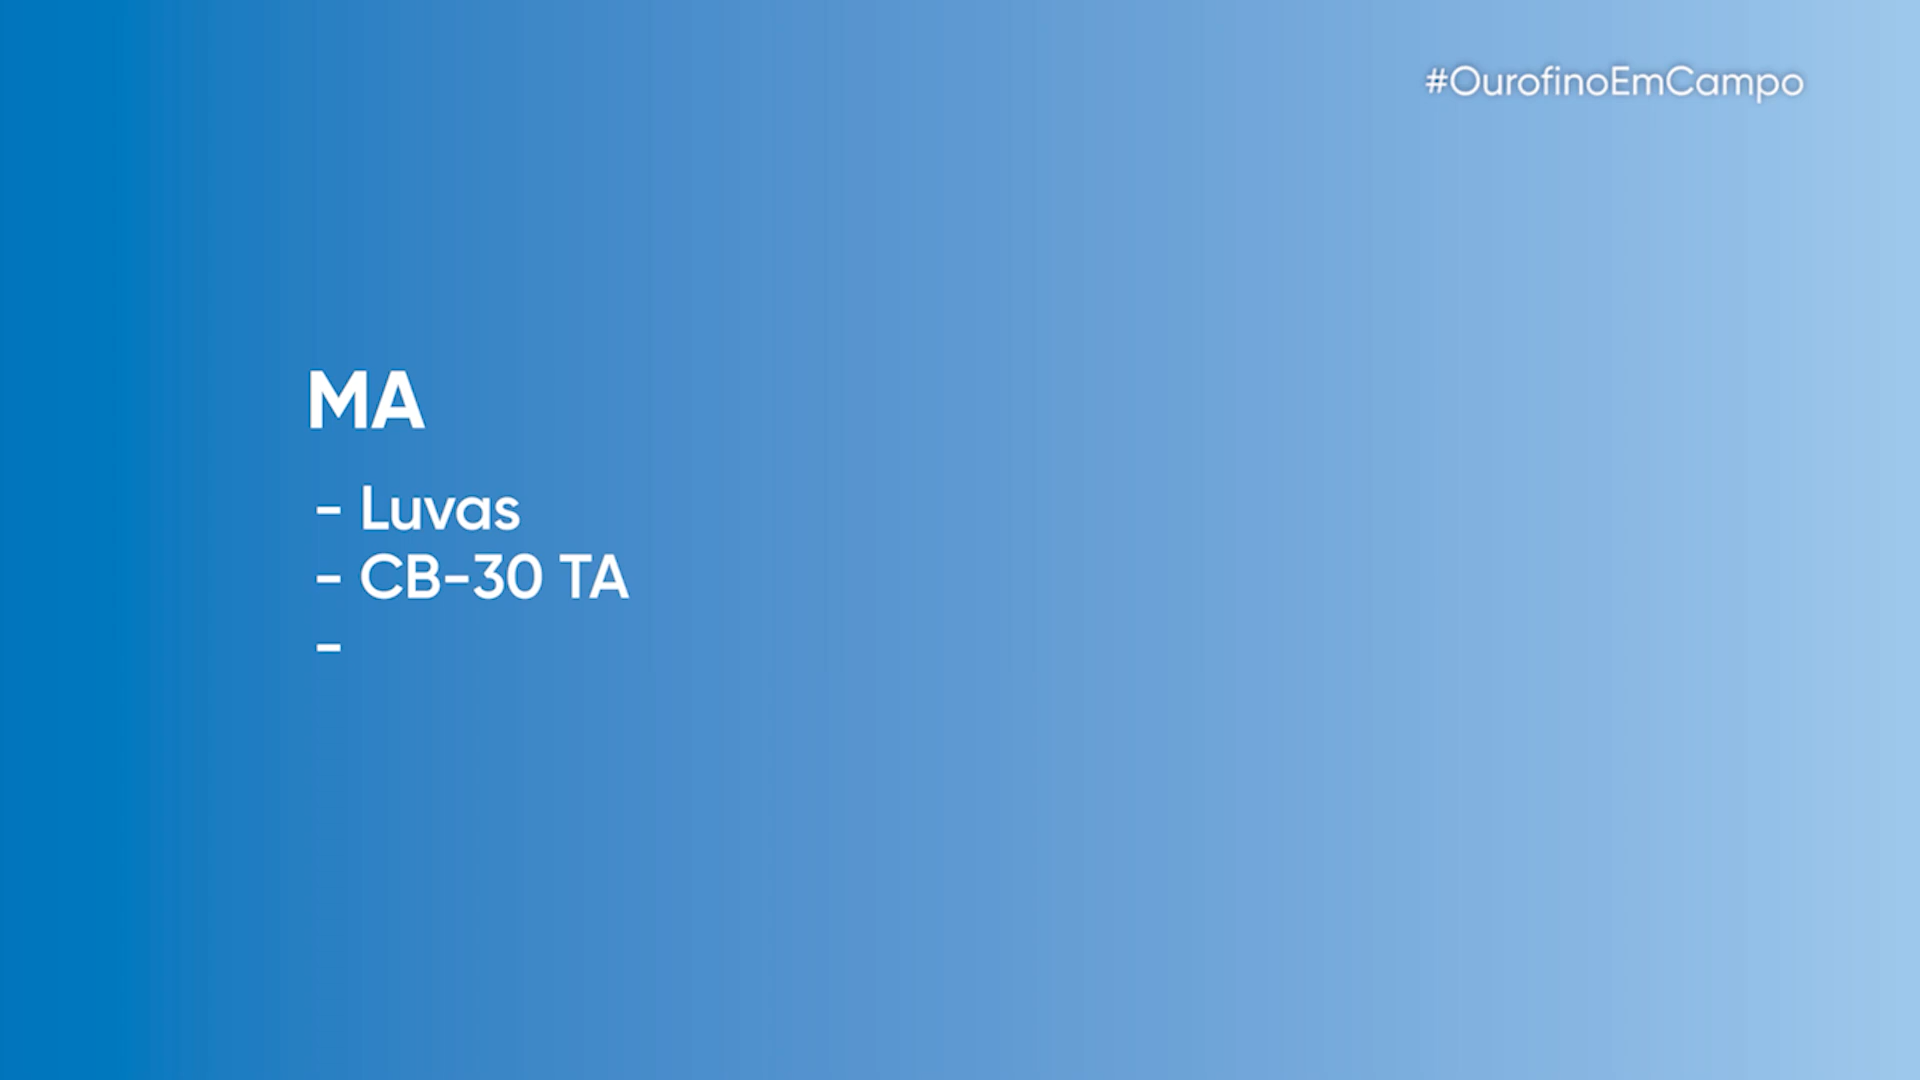 #OurofinoEmCampo
MA
- Luvas
- CB-30 TA
-